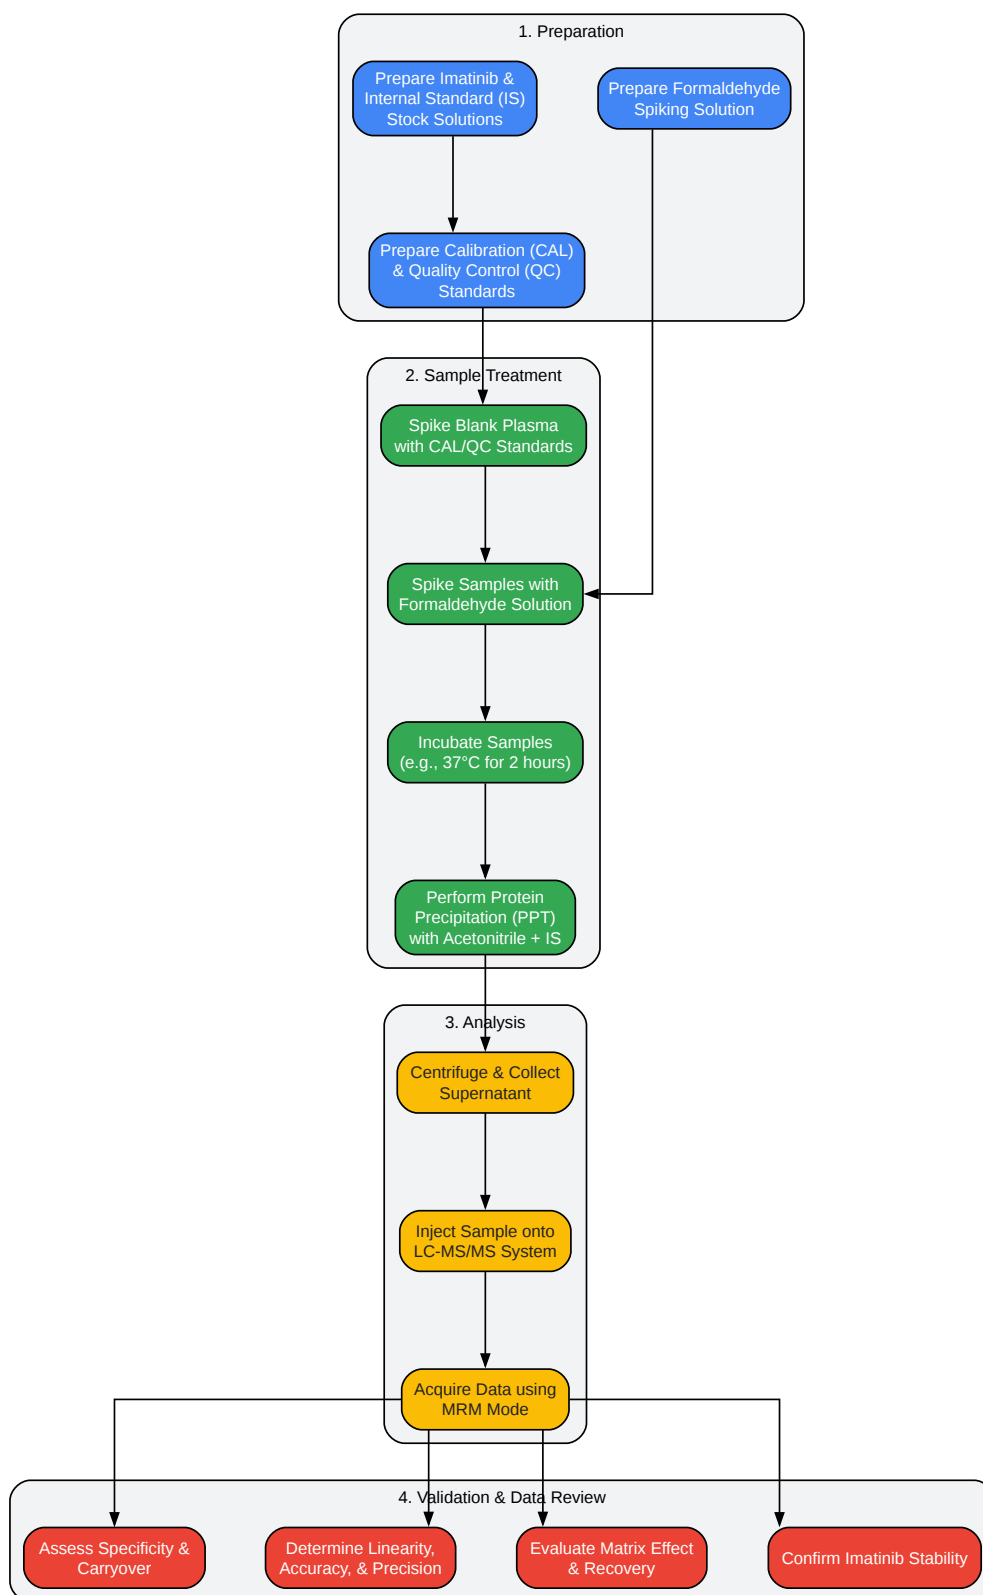 1. Preparation
Prepare Imatinib &
Internal Standard (IS)
Stock Solutions
Prepare Formaldehyde
Spiking Solution
Prepare Calibration (CAL)
& Quality Control (QC)
Standards
2. Sample Treatment
Spike Blank Plasma
with CAL/QC Standards
Spike Samples with
Formaldehyde Solution
Incubate Samples
(e.g., 37°C for 2 hours)
Perform Protein
Precipitation (PPT)
with Acetonitrile + IS
3. Analysis
Centrifuge & Collect
Supernatant
Inject Sample onto
LC-MS/MS System
Acquire Data using
MRM Mode
4. Validation & Data Review
Assess Specificity &
Carryover
Determine Linearity,
Accuracy, & Precision
Evaluate Matrix Effect
& Recovery
Confirm Imatinib Stability